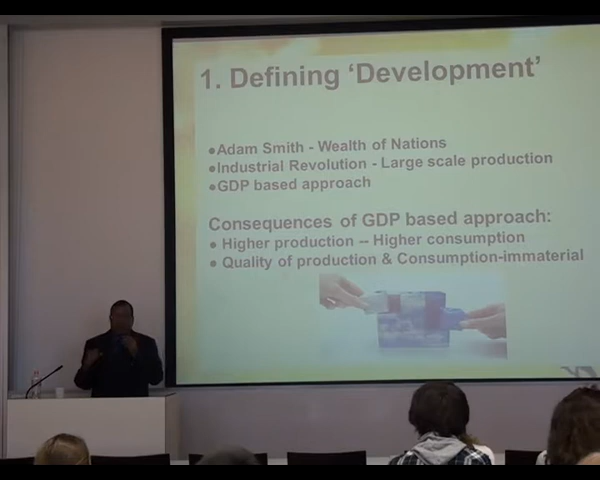 1. Defining ‘Development’
●Adam Smith - Wealth of Nations
●Industrial Revolution - Large scale production
●GDP based approach
Consequences of GDP based approach:
● Higher production -- Higher consumption
● Quality of production & Consumption-immaterial